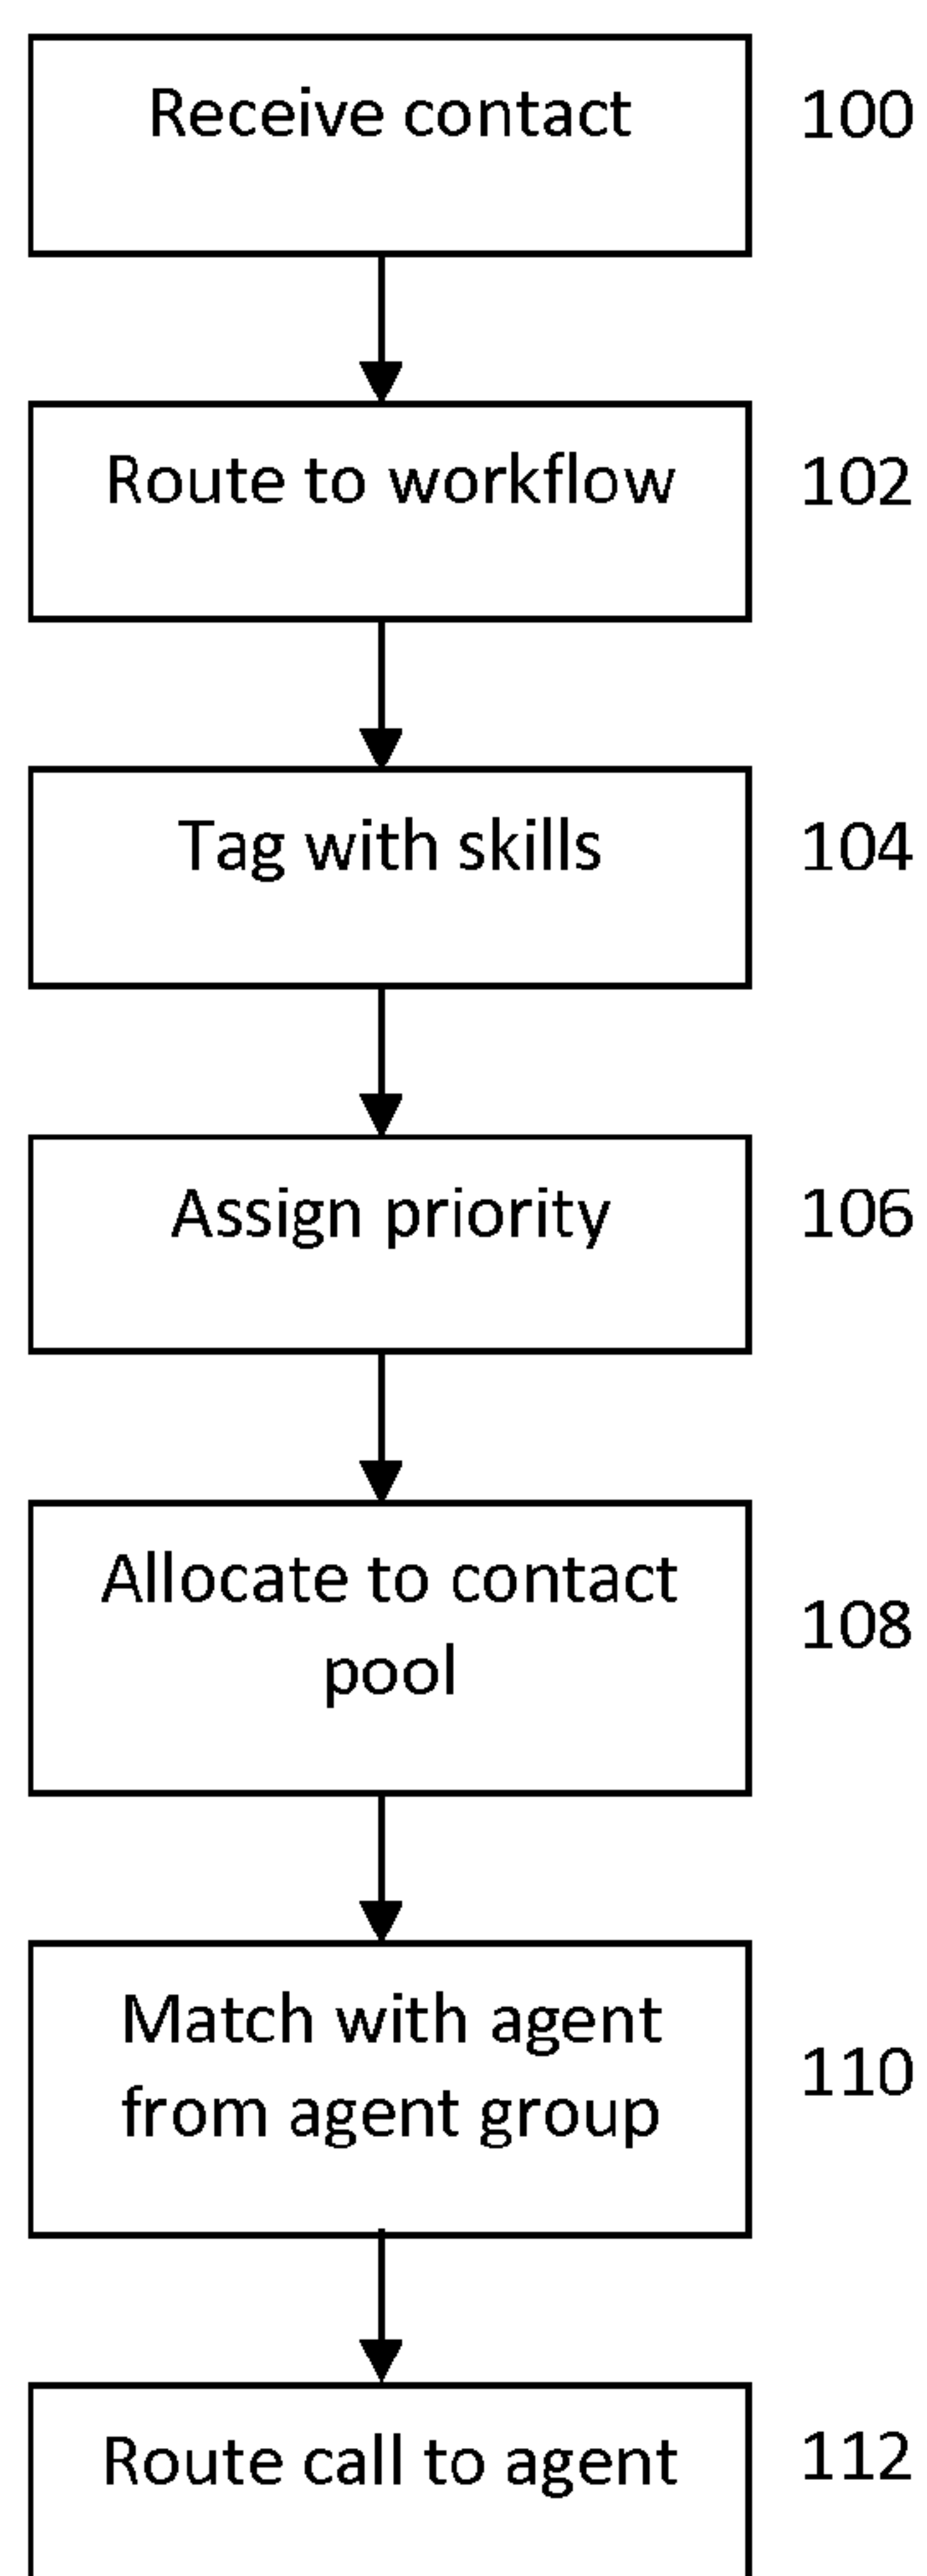 Receive contact
100
Route to workflow
102
Tag with skills
104
Assign priority
106
Allocate to contact
pool
108
Match with agent
from agent group
110
Route call to agent
112